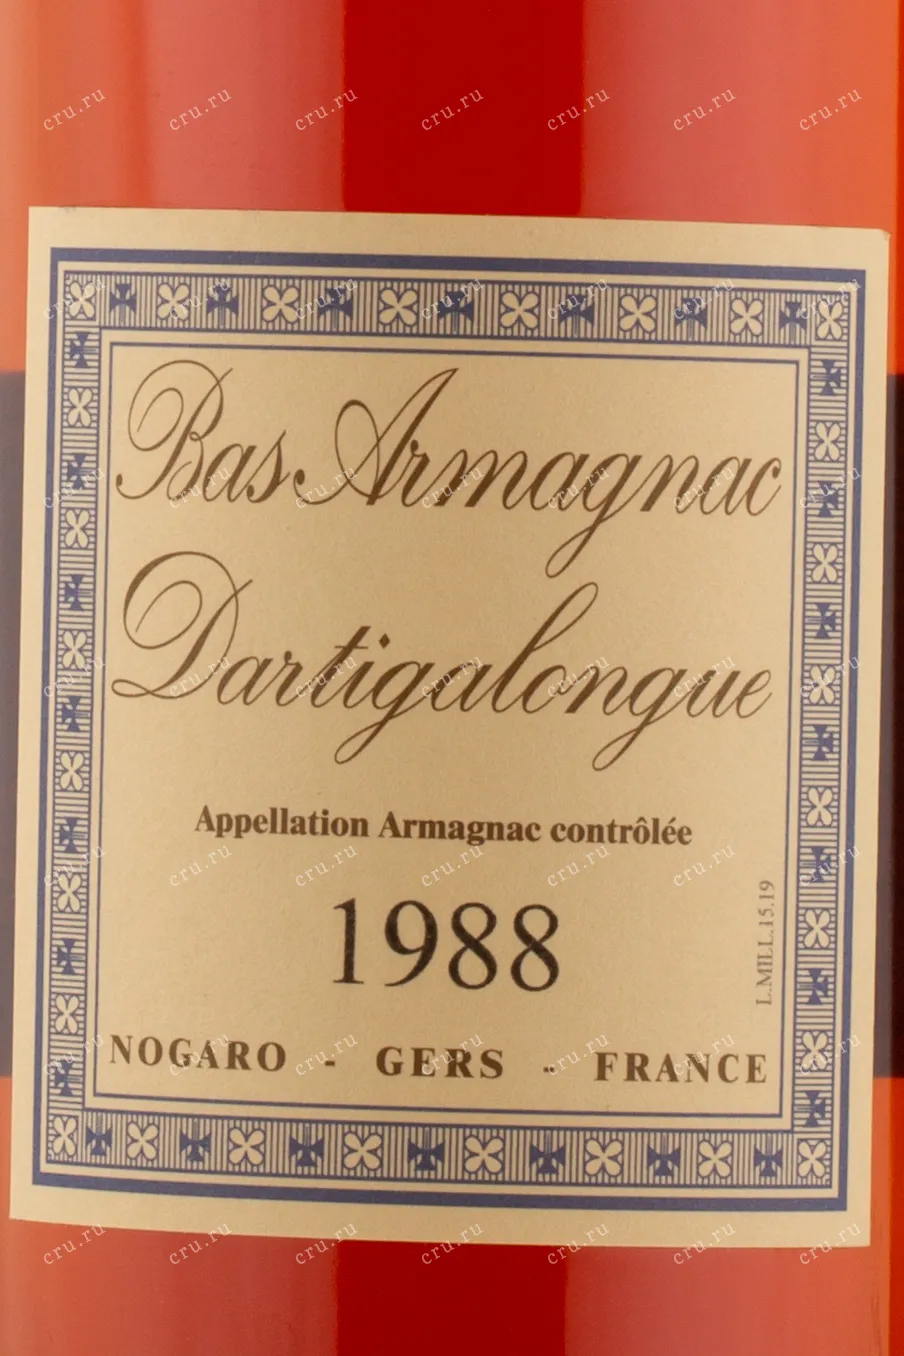 Bas Armagnac
Dartigalongue
Appellation Armagnac contrôlée
1988
L.MILL.15.19
NOGARO - GERS - FRANCE
cru.ru